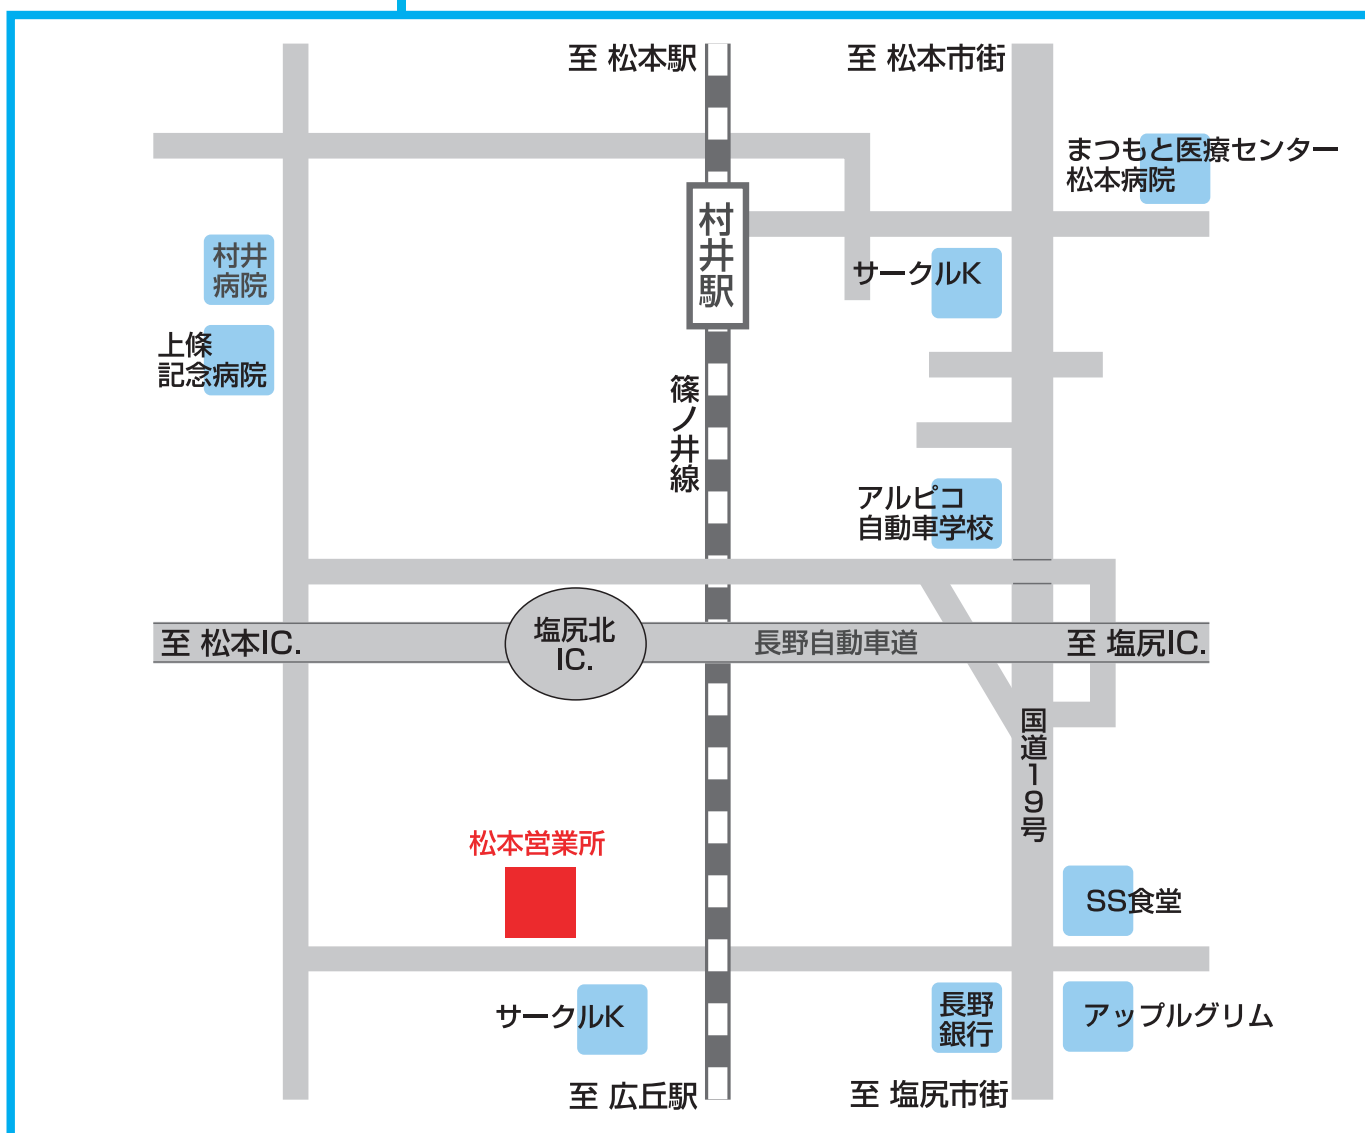 至 松本駅
至 松本市街
まつもと医療センター
松本病院
村井駅
村井
病院
サークルK
上條
記念病院
篠ノ井線
アルピコ
自動車学校
塩尻北
IC.
至 松本IC.
長野自動車道
至 塩尻IC.
国道19号
松本営業所
SS食堂
サークルK
長野
銀行
アップルグリム
至 広丘駅
至 塩尻市街